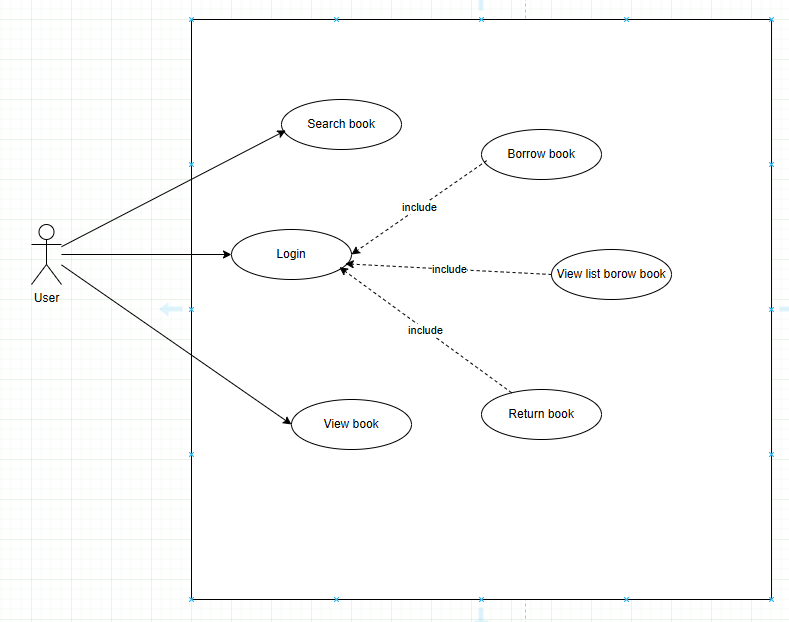 Search book
Borrow book
include
Login
include
View list borow book
User
include
View book
Return book